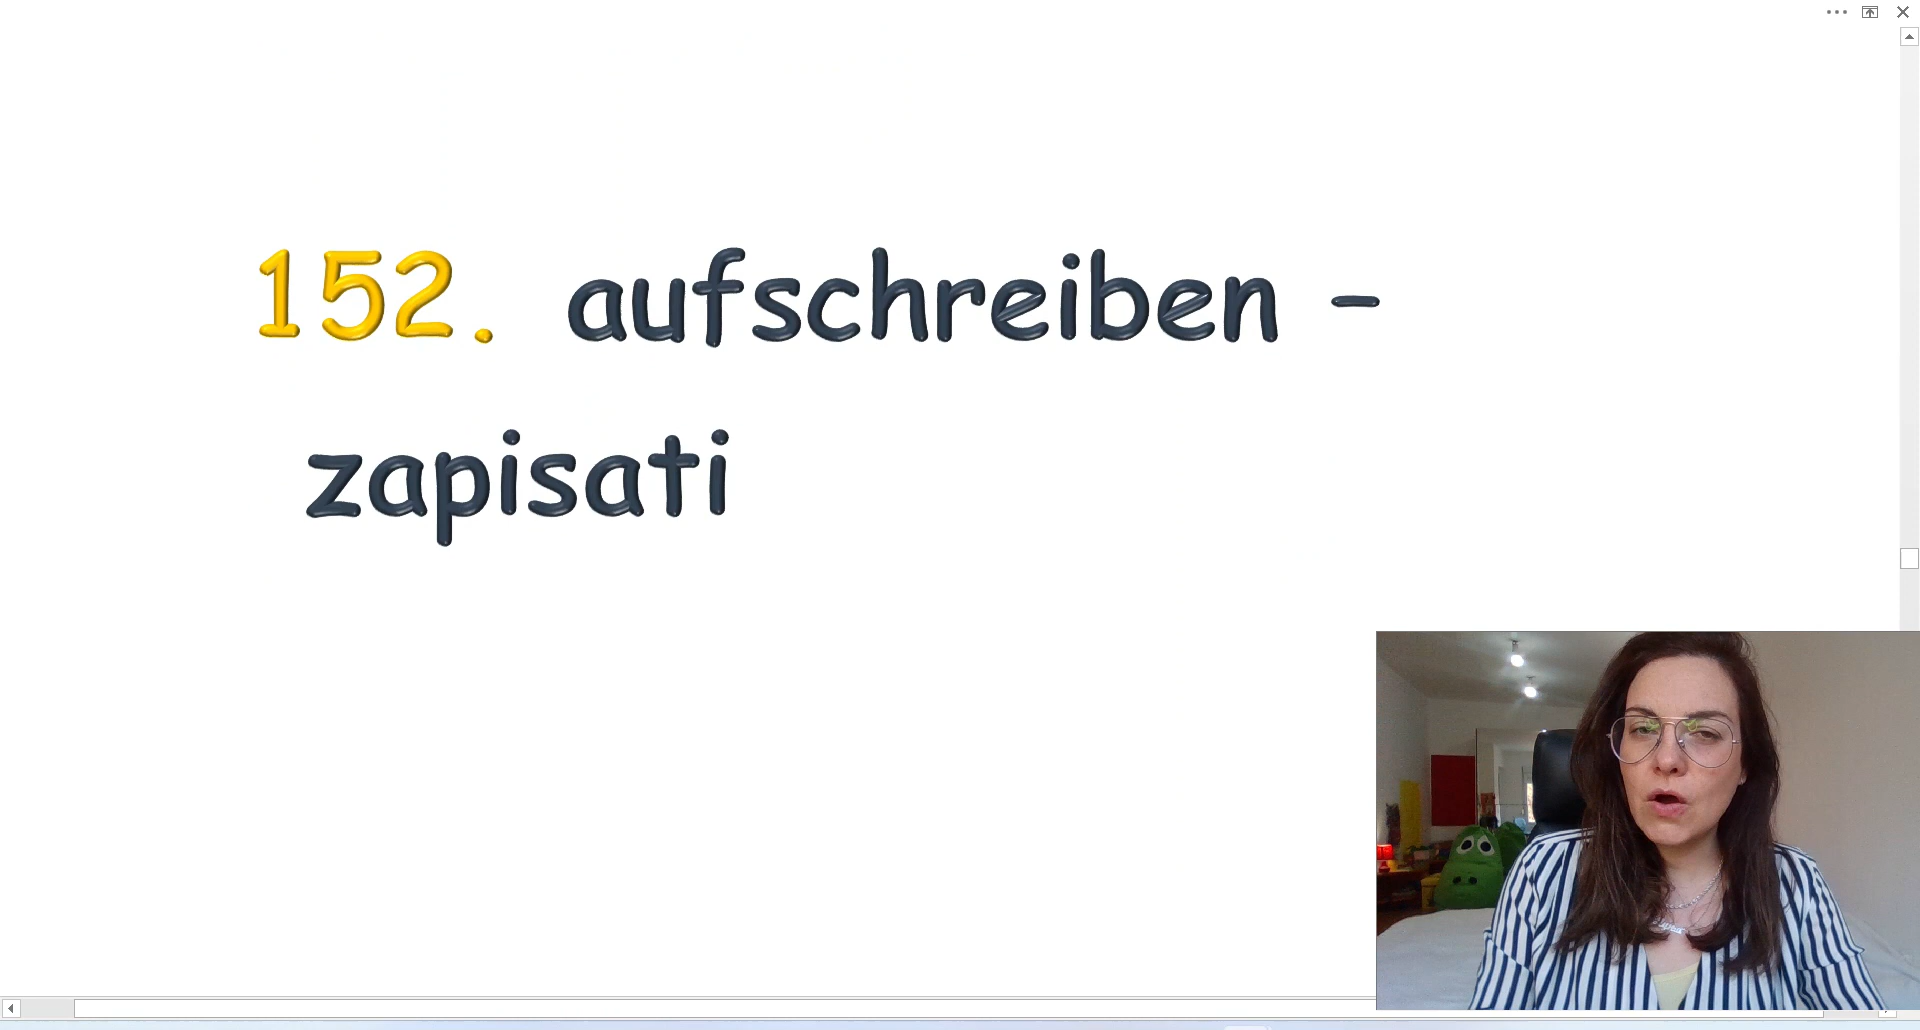 152. aufschreiben -
zapisati